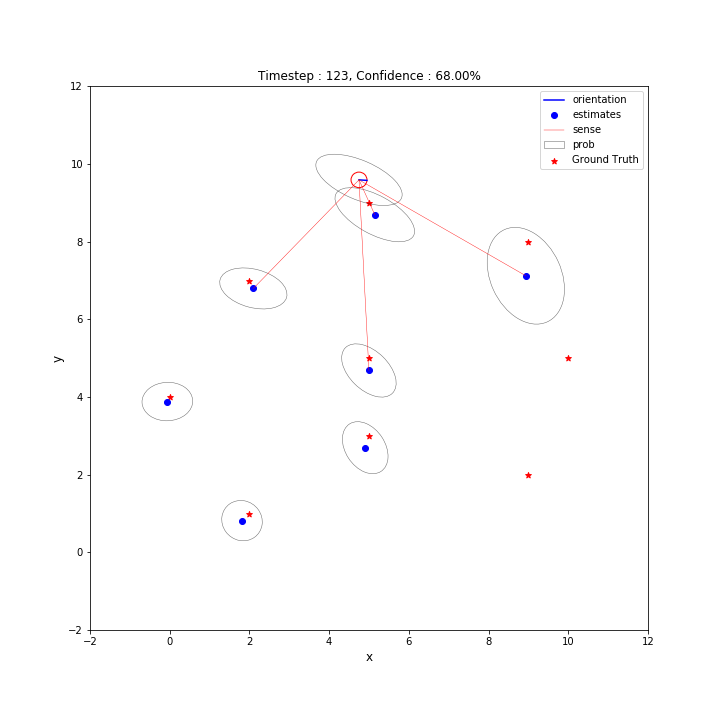 Timestep : 123, Confidence : 68.00%
orientation
estimates
sense
prob
Ground Truth
12
10
8
6
4
2
0
−2
y
−2 0 2 4 6 8 10 12
x